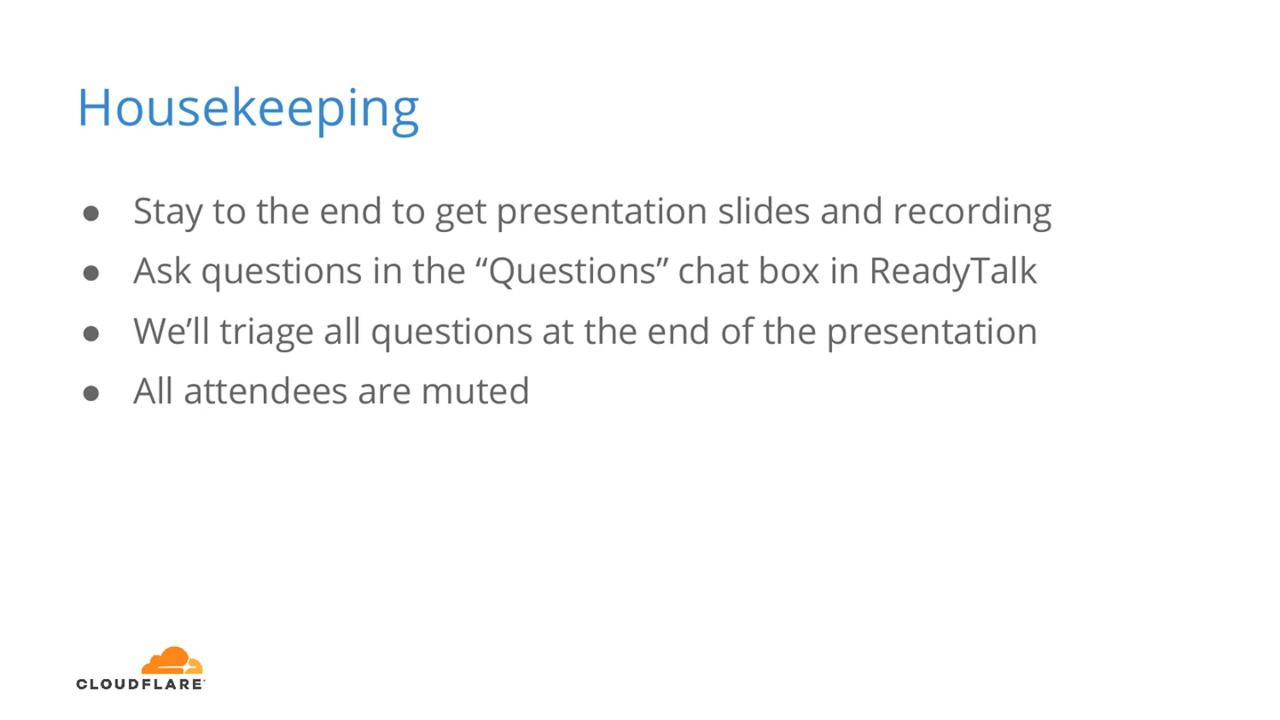 Housekeeping
● Stay to the end to get presentation slides and recording
● Ask questions in the “Questions” chat box in ReadyTalk
● We’ll triage all questions at the end of the presentation
● All attendees are muted
CLOUDFLARE